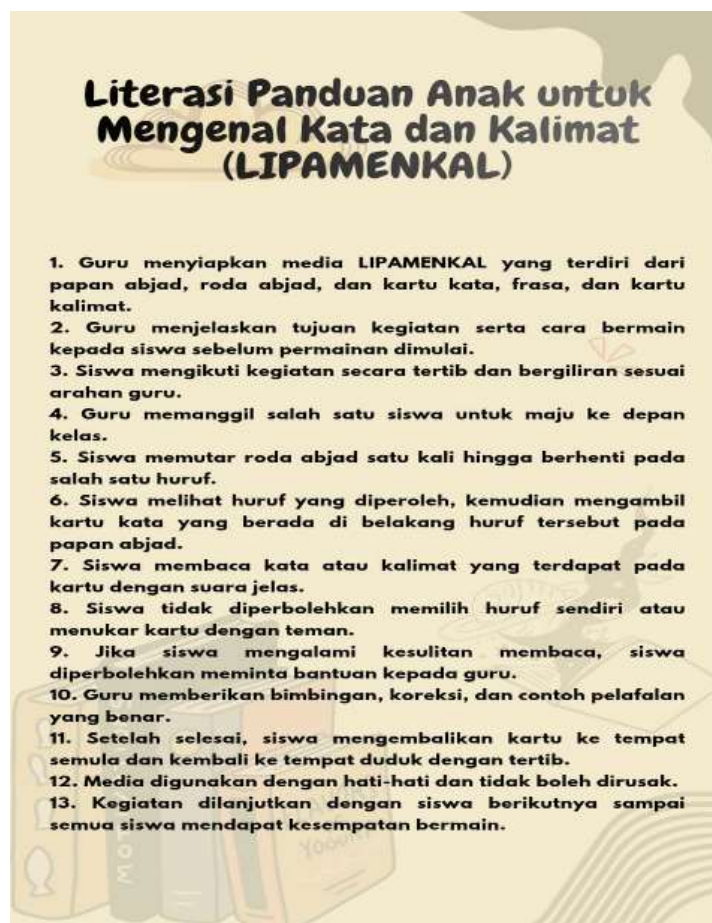 Literasi Panduan Anak untuk
Mengenal Kata dan Kalimat
(LIPAMENKAL)
1. Guru menyiapkan media LIPAMENKAL yang terdiri dari
papan abjad, roda abjad, dan kartu kata, frasa, dan kartu
kalimat.
2. Guru menjelaskan tujuan kegiatan serta cara bermain
kepada siswa sebelum permainan dimulai.
3. Siswa mengikuti kegiatan secara tertib dan bergiliran sesuai
arahan guru.
4. Guru memanggil salah satu siswa untuk maju ke depan
kelas.
5. Siswa memutar roda abjad satu kali hingga berhenti pada
salah satu huruf.
6. Siswa melihat huruf yang diperoleh, kemudian mengambil
kartu kata yang berada di belakang huruf tersebut pada
papan abjad.
7. Siswa membaca kata atau kalimat yang terdapat pada
kartu dengan suara jelas.
8. Siswa tidak diperbolehkan memilih huruf sendiri atau
menukar kartu dengan teman.
9. Jika siswa mengalami kesulitan membaca, siswa
diperbolehkan meminta bantuan kepada guru.
10. Guru memberikan bimbingan, koreksi, dan contoh pelafalan
yang benar.
11. Setelah selesai, siswa mengembalikan kartu ke tempat
semula dan kembali ke tempat duduk dengan tertib.
12. Media digunakan dengan hati-hati dan tidak boleh dirusak.
13. Kegiatan dilanjutkan dengan siswa berikutnya sampai
semua siswa mendapat kesempatan bermain.